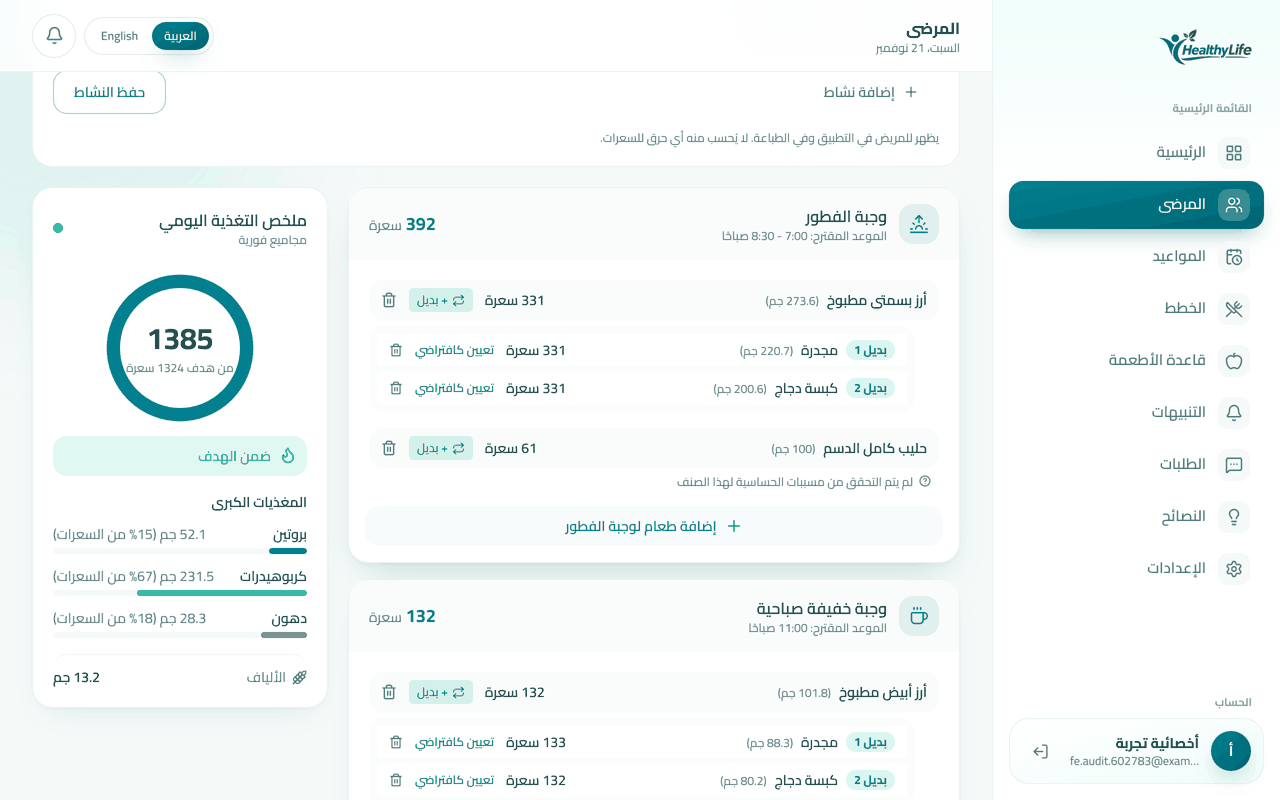 HealthyLife
القائمة الرئيسية
الرئيسية
المرضى
المواعيد
الخطط
قاعدة الأطعمة
التنبيهات
الطلبات
النصائح
الإعدادات
الحساب
أ
أخصائية تجربة
fe.audit.602783@exam...
المرضى
السبت، 21 نوفمبر
العربية
English
إضافة نشاط
حفظ النشاط
يظهر للمريض في التطبيق وفي الطباعة. لا يُحسب منه أي حرق للسعرات.
وجبة الفطور
الموعد المقترح: 7:00 - 8:30 صباحًا
392 سعرة
أرز بسمتي مطبوخ (273.6 جم) 331 سعرة + بديل
بديل 1 مجدرة (220.7 جم) 331 سعرة تعيين كافتراضي
بديل 2 كبسة دجاج (200.6 جم) 331 سعرة تعيين كافتراضي
حليب كامل الدسم (100 جم) 61 سعرة + بديل
لم يتم التحقق من مسببات الحساسية لهذا الصنف
إضافة طعام لوجبة الفطور
وجبة خفيفة صباحية
الموعد المقترح: 11:00 صباحًا
132 سعرة
أرز أبيض مطبوخ (101.8 جم) 132 سعرة + بديل
بديل 1 مجدرة (88.3 جم) 133 سعرة تعيين كافتراضي
بديل 2 كبسة دجاج (80.2 جم) 132 سعرة تعيين كافتراضي
ملخص التغذية اليومي
مجاميع فورية
1385
من هدف 1324 سعرة
ضمن الهدف
المغذيات الكبرى
بروتين 52.1 جم (15% من السعرات)
كربوهيدرات 231.5 جم (67% من السعرات)
دهون 28.3 جم (18% من السعرات)
الألياف 13.2 جم